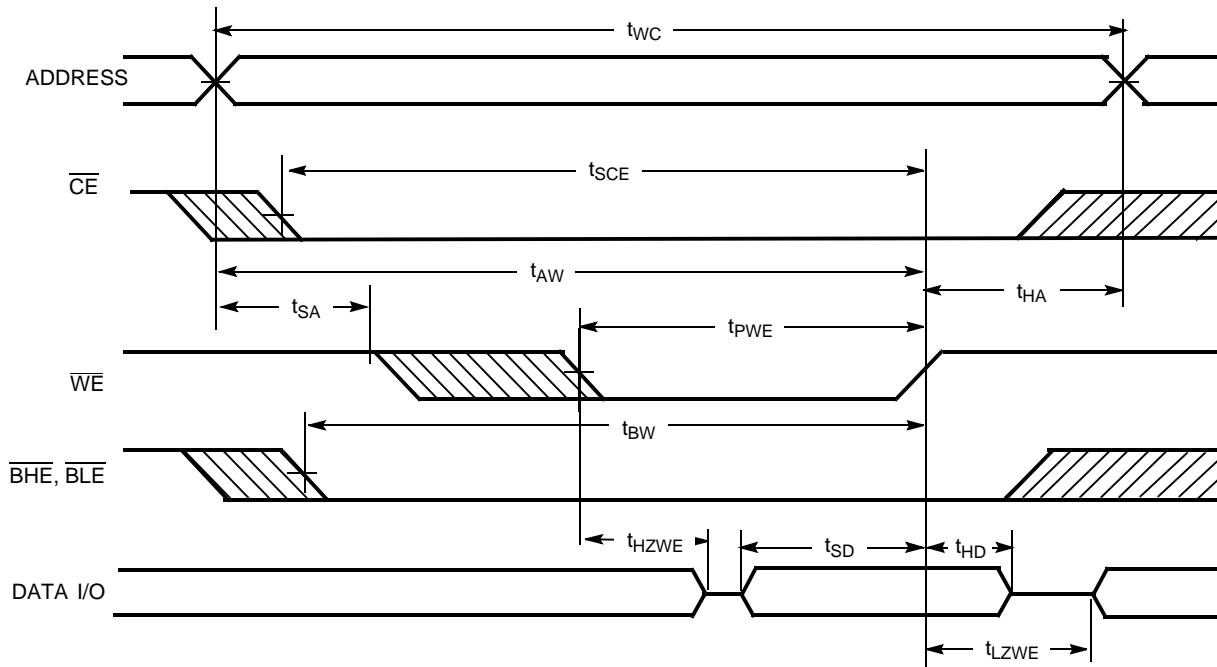 tWC
ADDRESS
CE
tSCE
tAW
tSA
tHA
tPWE
WE
tBW
BHE, BLE
tHZWE
tSD
tHD
DATA I/O
tLZWE